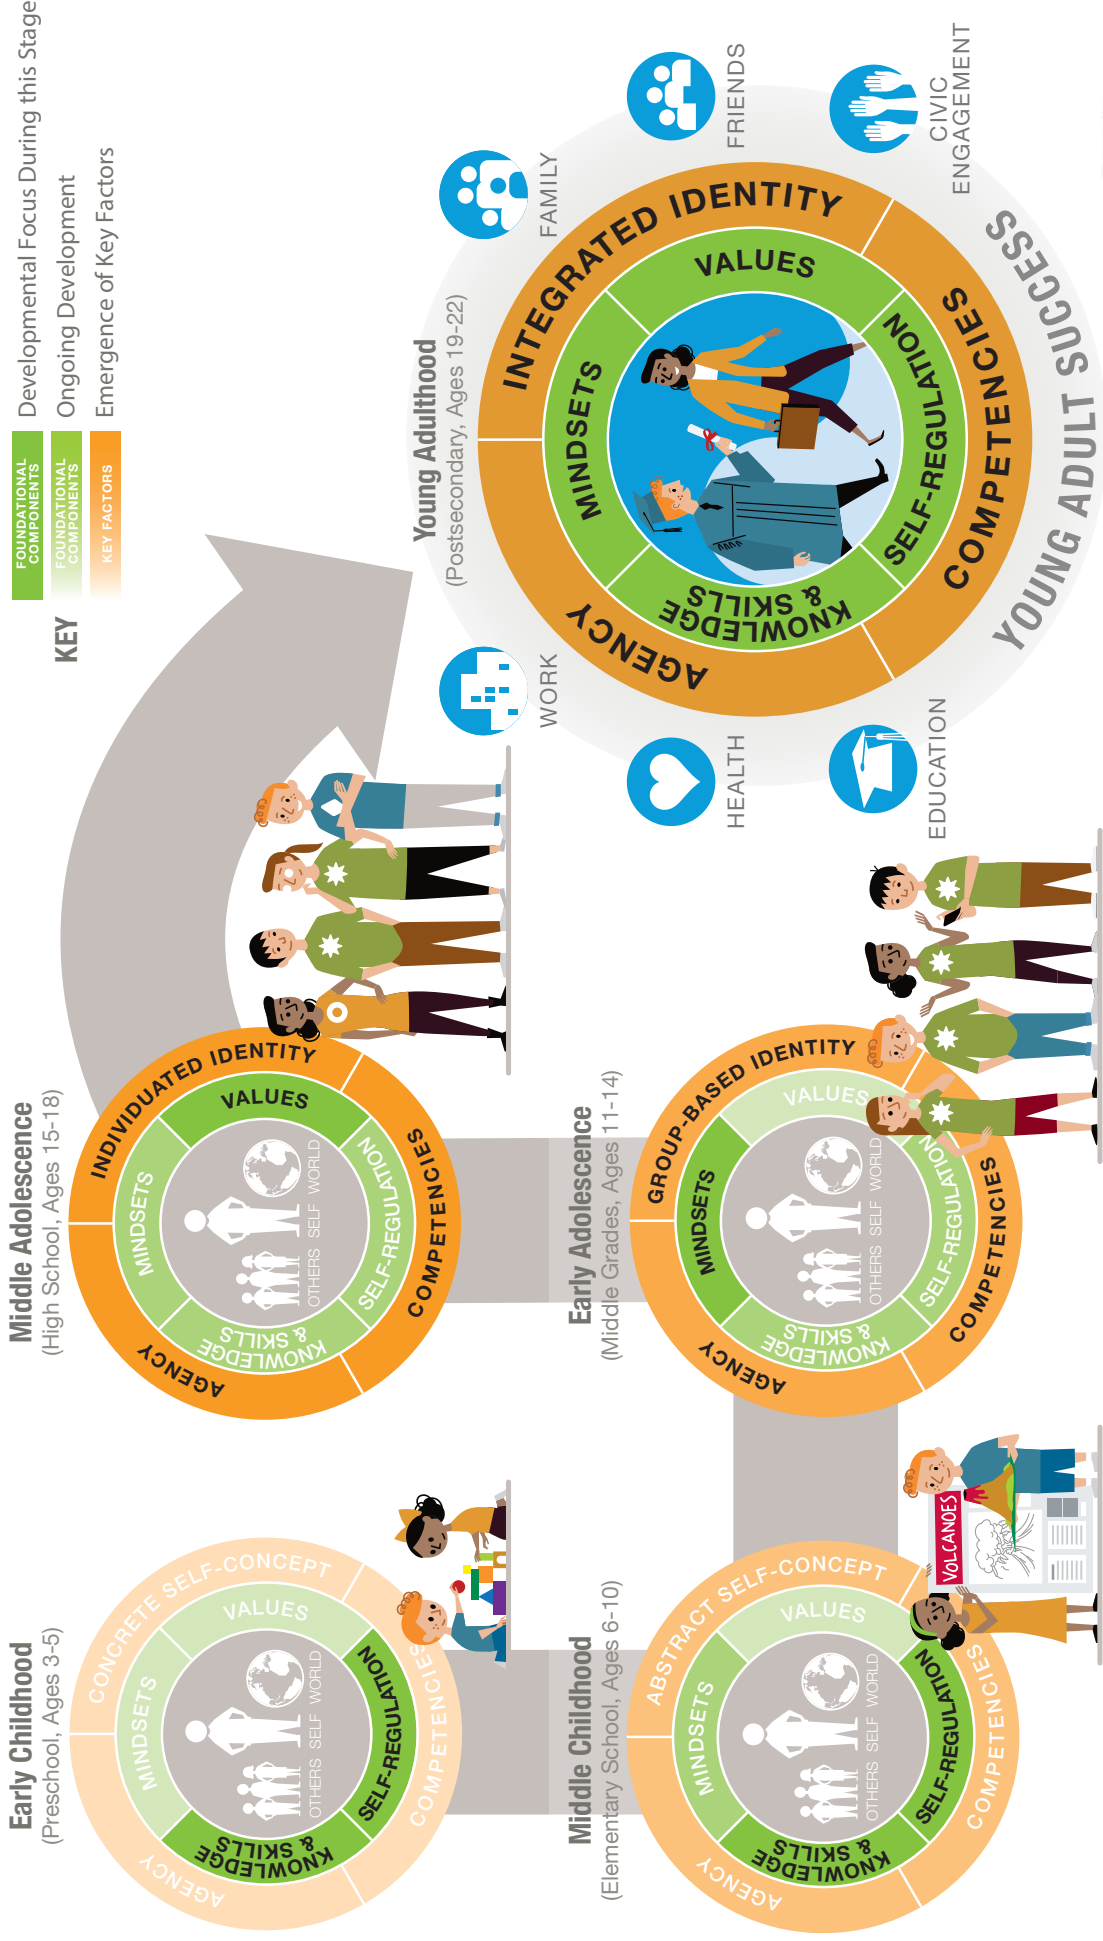 Early Childhood
(Preschool, Ages 3-5)
CONCRETE SELF-CONCEPT
AGENCY
COMPETENCIES
MINDSETS
VALUES
KNOWLEDGE
& SKILLS
SELF-REGULATION
OTHERS SELF WORLD
Middle Childhood
(Elementary School, Ages 6-10)
ABSTRACT SELF-CONCEPT
AGENCY
COMPETENCIES
MINDSETS
VALUES
KNOWLEDGE
& SKILLS
SELF-REGULATION
OTHERS SELF WORLD
VOLCANOES
Early Adolescence
(Middle Grades, Ages 11-14)
GROUP-BASED IDENTITY
AGENCY
COMPETENCIES
MINDSETS
VALUES
KNOWLEDGE
& SKILLS
SELF-REGULATION
OTHERS SELF WORLD
Middle Adolescence
(High School, Ages 15-18)
INDIVIDUATED IDENTITY
AGENCY
COMPETENCIES
MINDSETS
VALUES
KNOWLEDGE
& SKILLS
SELF-REGULATION
OTHERS SELF WORLD
KEY
FOUNDATIONAL
COMPONENTS
Developmental Focus During this Stage
FOUNDATIONAL
COMPONENTS
Ongoing Development
KEY FACTORS
Emergence of Key Factors
Young Adulthood
(Postsecondary, Ages 19-22)
INTEGRATED IDENTITY
AGENCY
COMPETENCIES
MINDSETS
VALUES
KNOWLEDGE
& SKILLS
SELF-REGULATION
WORK
FAMILY
HEALTH
FRIENDS
EDUCATION
CIVIC
ENGAGEMENT
YOUNG ADULT SUCCESS